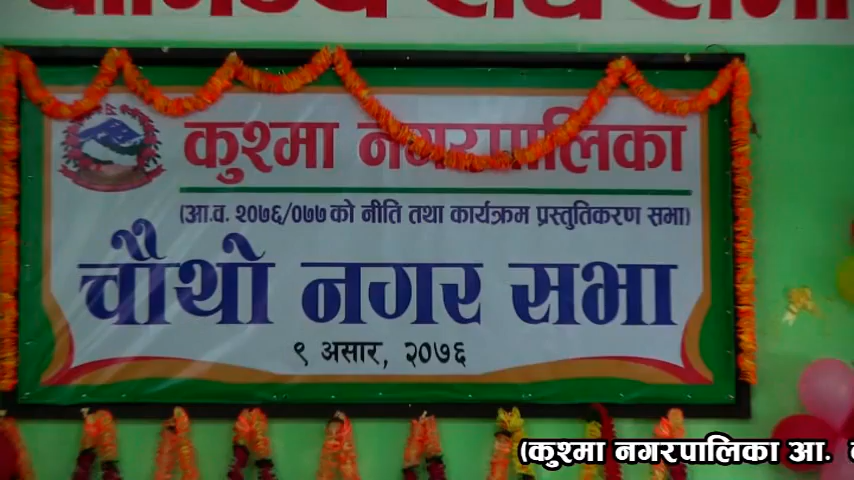 कुश्मा नगरपालिका
(आ.व. २०७६/०७७ को नीति तथा कार्यक्रम प्रस्तुतिकरण सभा)
चौथो नगर सभा
९ असार, २०७६
(कुश्मा नगरपालिका आ.